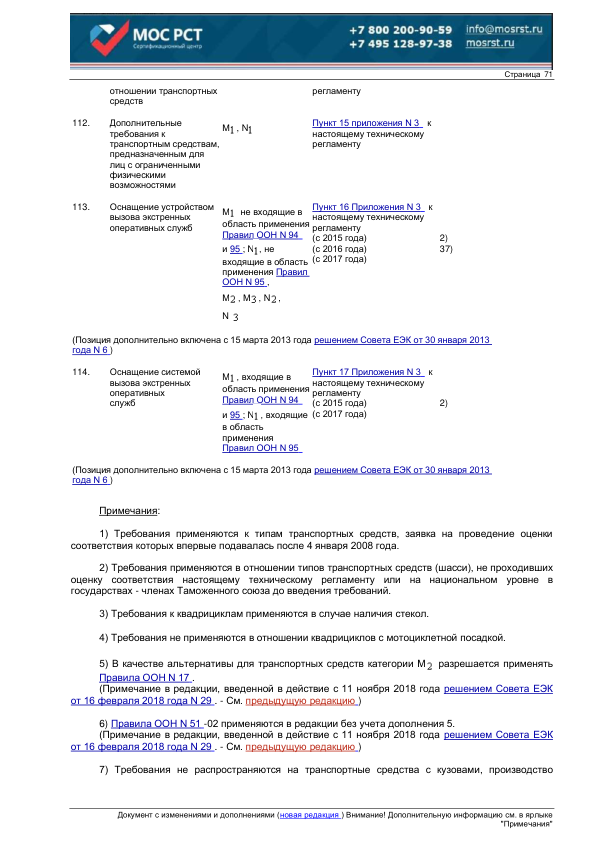 МОС РСТ
Сертификационный центр
+7 800 200-90-59 info@mosrst.ru
+7 495 128-97-38 mosrst.ru
Страница 71
отношении транспортных
средств
регламенту
112.
Дополнительные
требования к
транспортным средствам,
предназначенным для
лиц с ограниченными
физическими
возможностями
M1 , N1
Пункт 15 приложения N 3 к
настоящему техническому
регламенту
113.
Оснащение устройством
вызова экстренных
оперативных служб
M1 не входящие в
область применения
Правил ООН N 94
и 95 ; N1, не
входящие в область
применения Правил
ООН N 95 ,
M2 , M3 , N2 ,
N 3
Пункт 16 Приложения N 3 к
настоящему техническому
регламенту
(с 2015 года)
(с 2016 года)
(с 2017 года)
2)
37)
(Позиция дополнительно включена с 15 марта 2013 года решением Совета ЕЭК от 30 января 2013
года N 6 )
114.
Оснащение системой
вызова экстренных
оперативных
служб
M1 , входящие в
область применения
Правил ООН N 94
и 95 ; N1 , входящие
в область
применения
Правил ООН N 95
Пункт 17 Приложения N 3 к
настоящему техническому
регламенту
(с 2015 года)
(с 2017 года)
2)
(Позиция дополнительно включена с 15 марта 2013 года решением Совета ЕЭК от 30 января 2013
года N 6 )
Примечания:
1) Требования применяются к типам транспортных средств, заявка на проведение оценки
соответствия которых впервые подавалась после 4 января 2008 года.
2) Требования применяются в отношении типов транспортных средств (шасси), не проходивших
оценку соответствия настоящему техническому регламенту или на национальном уровне в
государствах - членах Таможенного союза до введения требований.
3) Требования к квадрициклам применяются в случае наличия стекол.
4) Требования не применяются в отношении квадрициклов с мотоциклетной посадкой.
5) В качестве альтернативы для транспортных средств категории M2 разрешается применять
Правила ООН N 17 .
(Примечание в редакции, введенной в действие с 11 ноября 2018 года решением Совета ЕЭК
от 16 февраля 2018 года N 29 . - См. предыдущую редакцию )
6) Правила ООН N 51 -02 применяются в редакции без учета дополнения 5.
(Примечание в редакции, введенной в действие с 11 ноября 2018 года решением Совета ЕЭК
от 16 февраля 2018 года N 29 . - См. предыдущую редакцию )
7) Требования не распространяются на транспортные средства с кузовами, производство
Документ с изменениями и дополнениями (новая редакция ) Внимание! Дополнительную информацию см. в ярлыке
"Примечания"